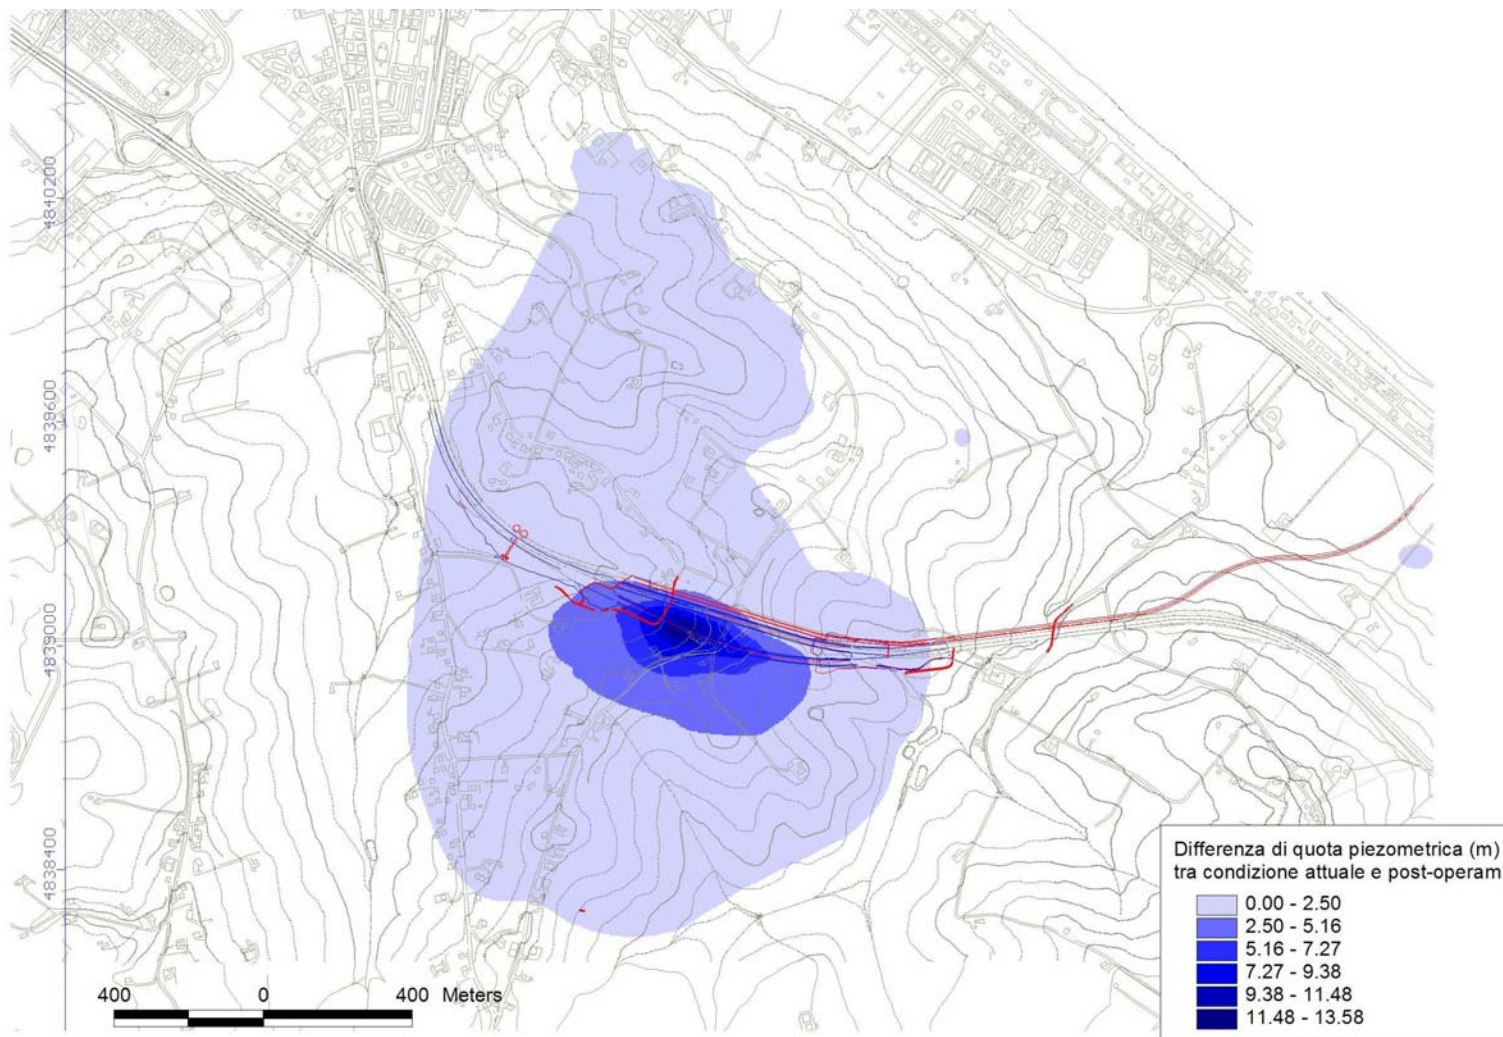 4840200
4839600
4839000
4838400
400 0 400 Meters
Differenza di quota piezometrica (m)
tra condizione attuale e post-operam
0.00 - 2.50
2.50 - 5.16
5.16 - 7.27
7.27 - 9.38
9.38 - 11.48
11.48 - 13.58